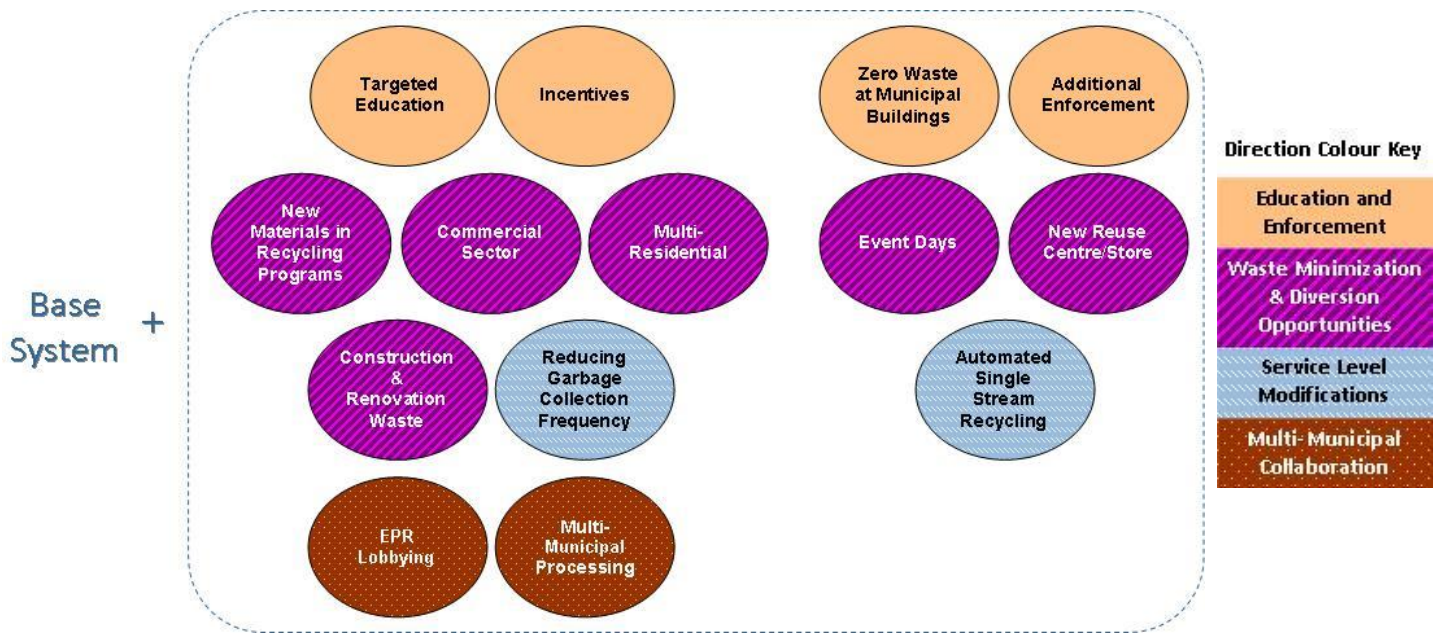 Targeted
Education
Incentives
Zero Waste
at Municipal
Buildings
Additional
Enforcement
New
Materials in
Recycling
Programs
Commercial
Sector
Multi-
Residential
Event Days
New Reuse
Centre/Store
Base
System
+
Construction
&
Renovation
Waste
Reducing
Garbage
Collection
Frequency
Automated
Single
Stream
Recycling
EPR
Lobbying
Multi-
Municipal
Processing
Direction Colour Key
Education and
Enforcement
Waste Minimization
& Diversion
Opportunities
Service Level
Modifications
Multi-Municipal
Collaboration